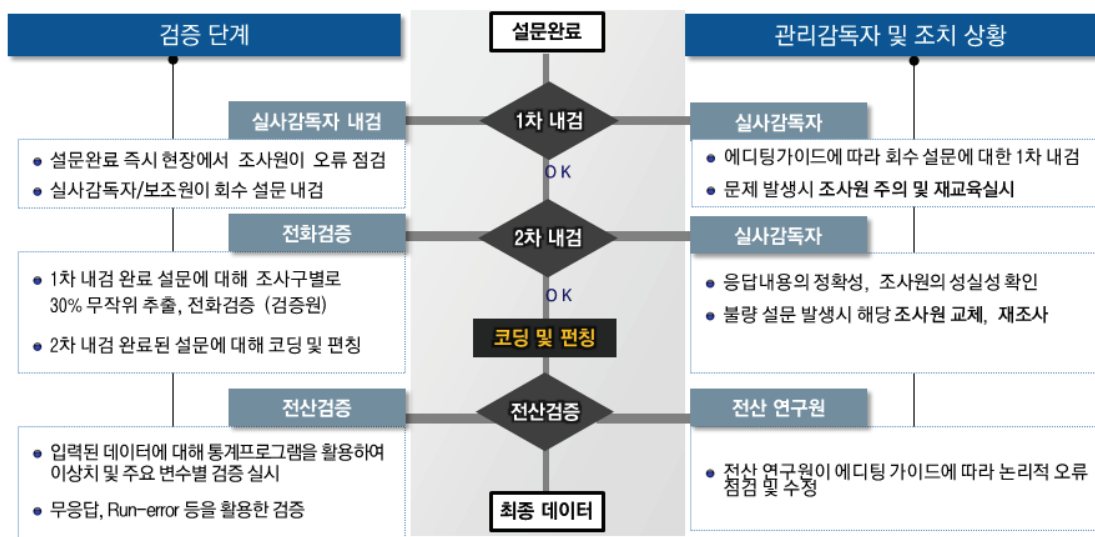 검증 단계
설문완료
관리감독자 및 조치 상황
실사감독자 내검
1차 내검
실사감독자
설문완료 즉시 현장에서 조사원이 오류 점검
실사감독자/보조원이 회수 설문 내검
OK
에디팅가이드에 따라 회수 설문에 대한 1차 내검
문제 발생시 조사원 주의 및 재교육실시
전화검증
2차 내검
실사감독자
1차 내검 완료 설문에 대해 조사구별로
30% 무작위 추출, 전화검증 (검증원)
2차 내검 완료된 설문에 대해 코딩 및 펀칭
OK
응답내용의 정확성, 조사원의 성실성 확인
불량 설문 발생시 해당 조사원 교체, 재조사
코딩 및 펀칭
전산검증
전산검증
전산 연구원
입력된 데이터에 대해 통계프로그램을 활용하여
이상치 및 주요 변수별 검증 실시
무응답, Run-error 등을 활용한 검증
전산 연구원이 에디팅 가이드에 따라 논리적 오류
점검 및 수정
최종 데이터